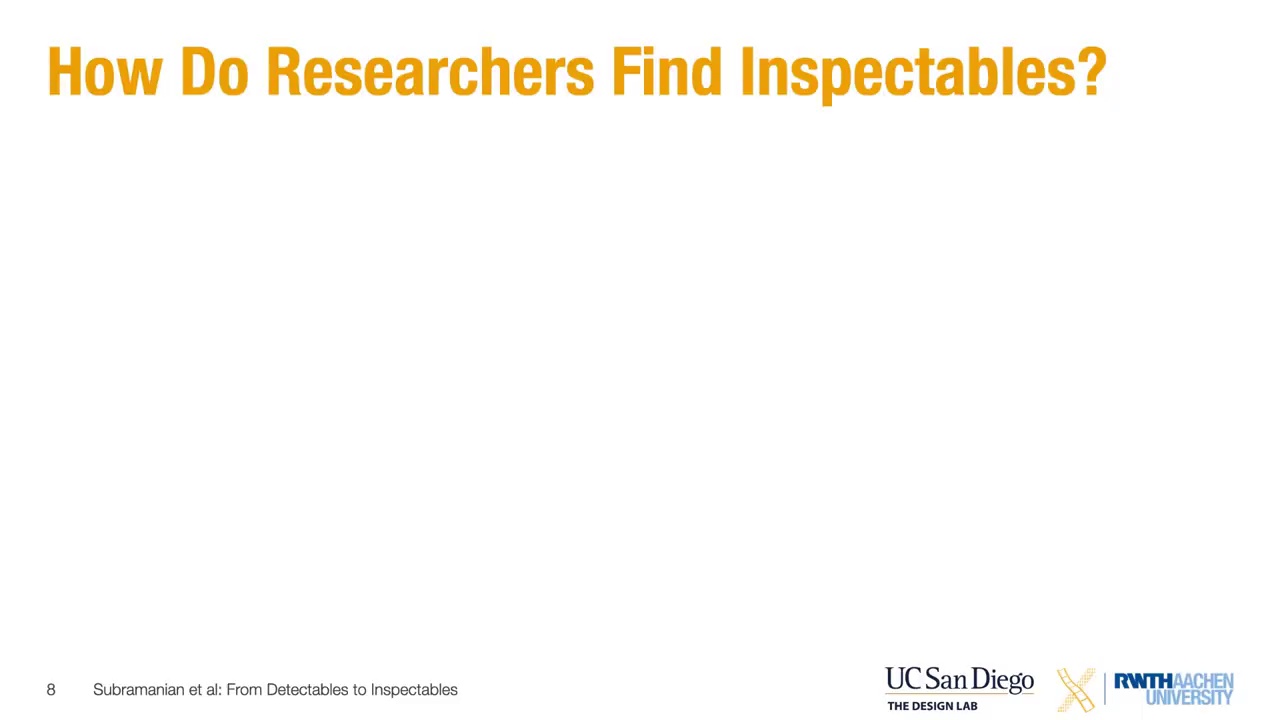 How Do Researchers Find Inspectables?
8 Subramanian et al: From Detectables to Inspectables
UC San Diego
THE DESIGN LAB
RWTH AACHEN
UNIVERSITY